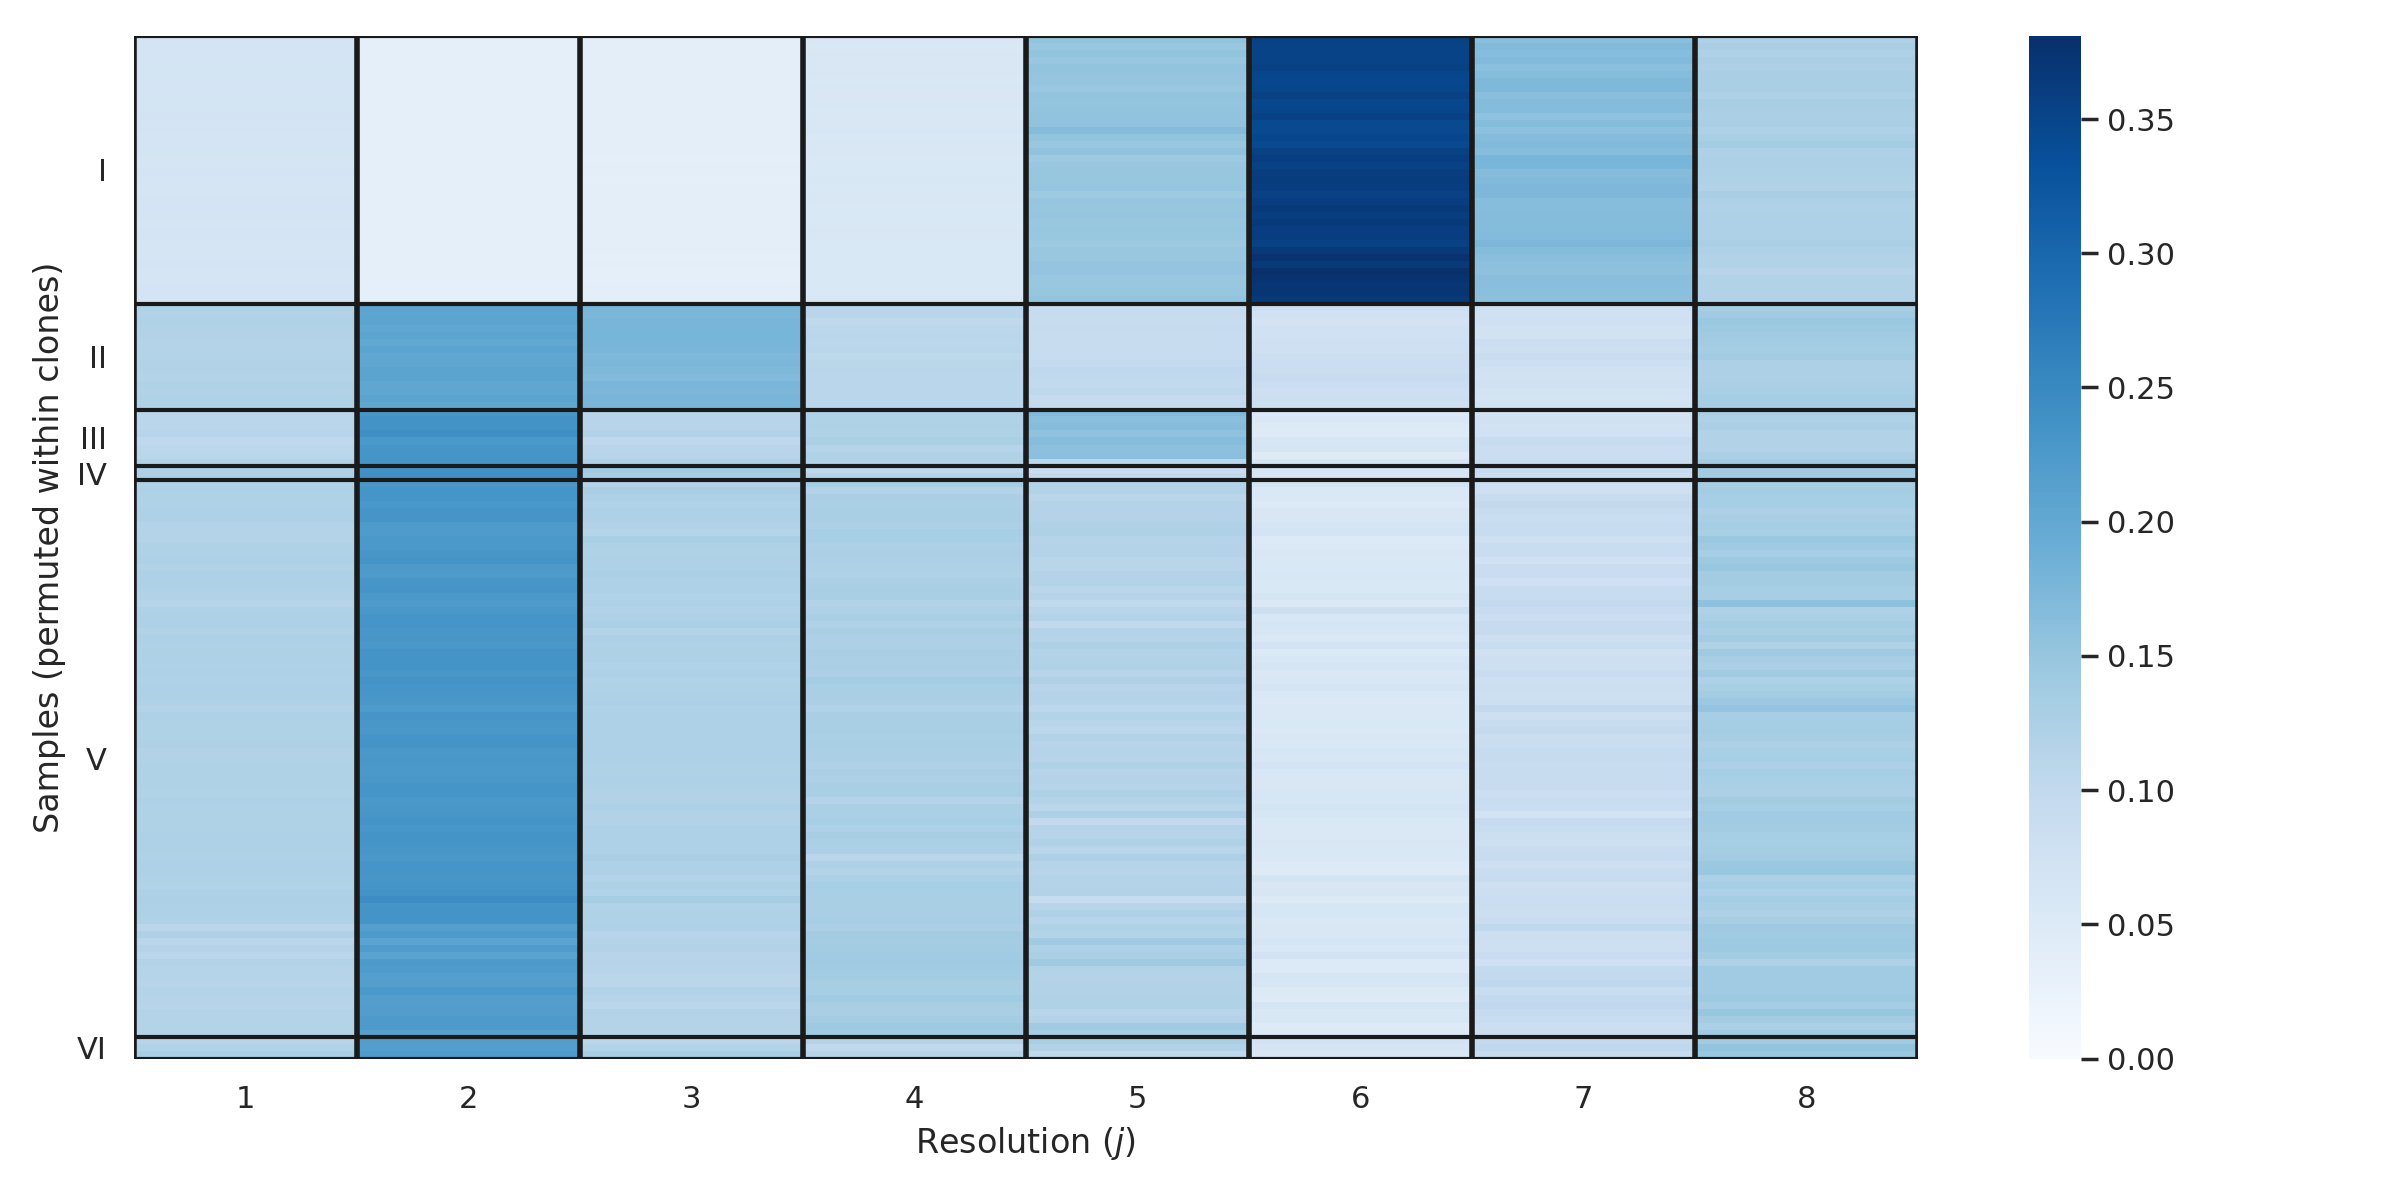 Samples (permuted within clones)
I
II
III
IV
V
VI
1 2 3 4 5 6 7 8
Resolution (j)
0.35
0.30
0.25
0.20
0.15
0.10
0.05
0.00